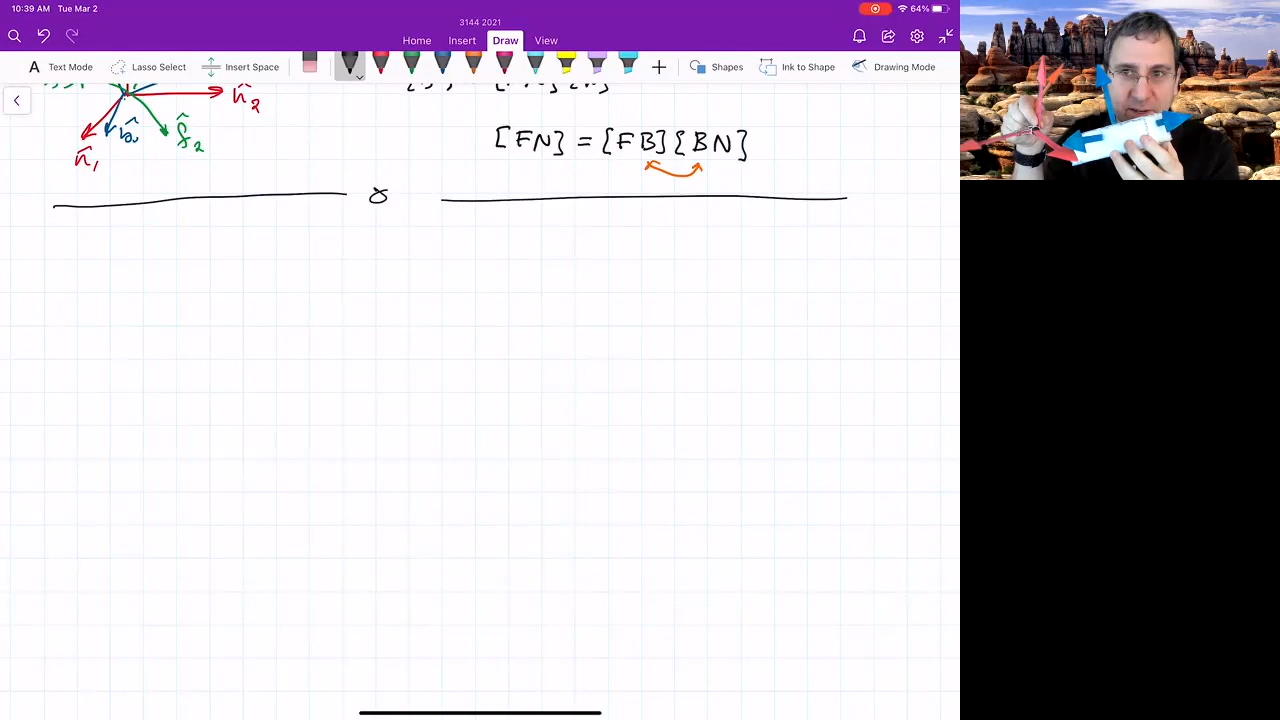 10:39 AM Tue Mar 2
64%
3144 2021
Home Insert Draw View
A Text Mode Lasso Select Insert Space Shapes Ink to Shape Drawing Mode
n̂2
b̂
f̂2
n̂1
[FN] = [FB][BN]